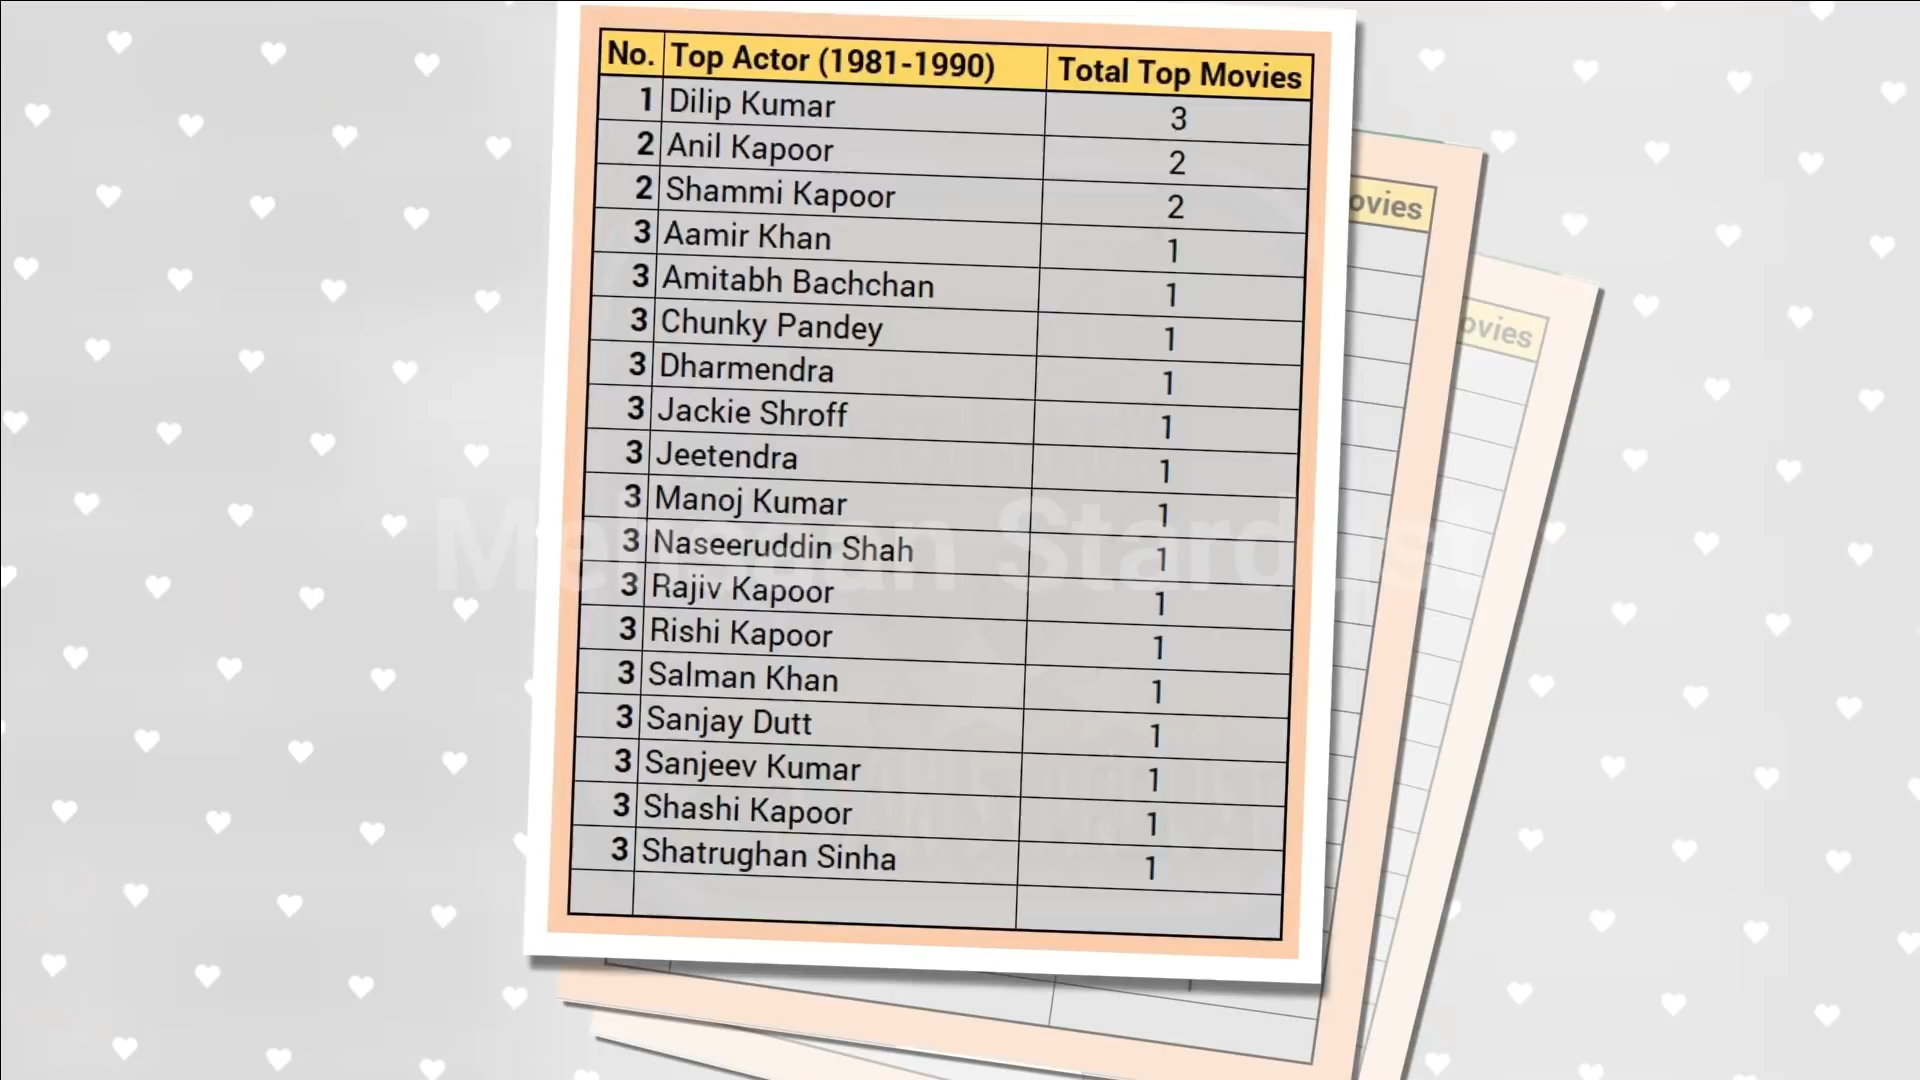 No. Top Actor (1981-1990) Total Top Movies
1 Dilip Kumar 3
2 Anil Kapoor 2
2 Shammi Kapoor 2
3 Aamir Khan 1
3 Amitabh Bachchan 1
3 Chunky Pandey 1
3 Dharmendra 1
3 Jackie Shroff 1
3 Jeetendra 1
3 Manoj Kumar 1
3 Naseeruddin Shah 1
3 Rajiv Kapoor 1
3 Rishi Kapoor 1
3 Salman Khan 1
3 Sanjay Dutt 1
3 Sanjeev Kumar 1
3 Shashi Kapoor 1
3 Shatrughan Sinha 1
ovies
ovies
Stardust